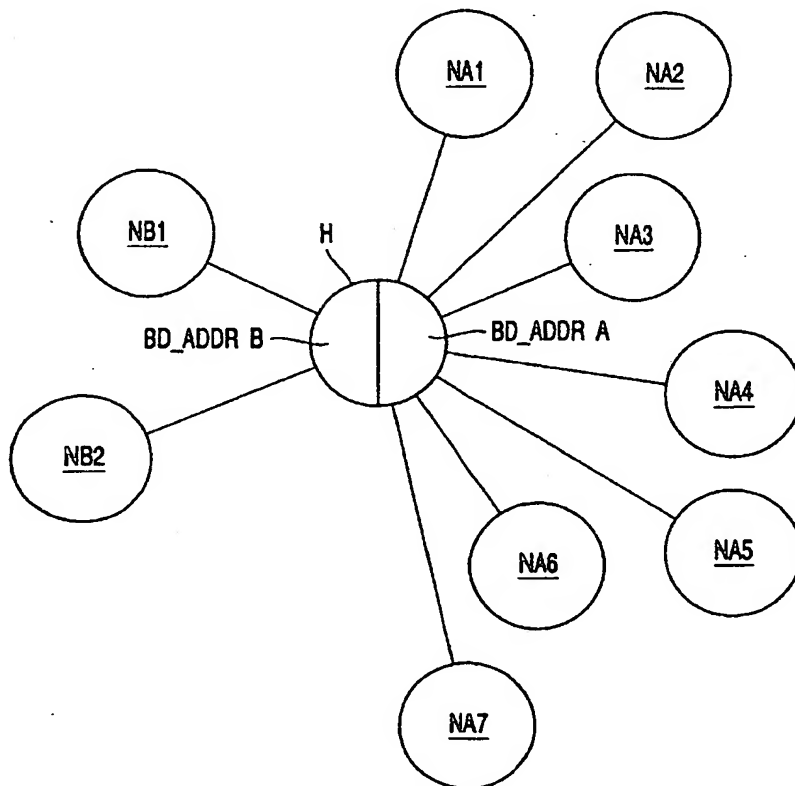 NA1
NA2
NB1
H
NA3
BD_ADDR B
BD_ADDR A
NA4
NB2
NA5
NA6
NA7